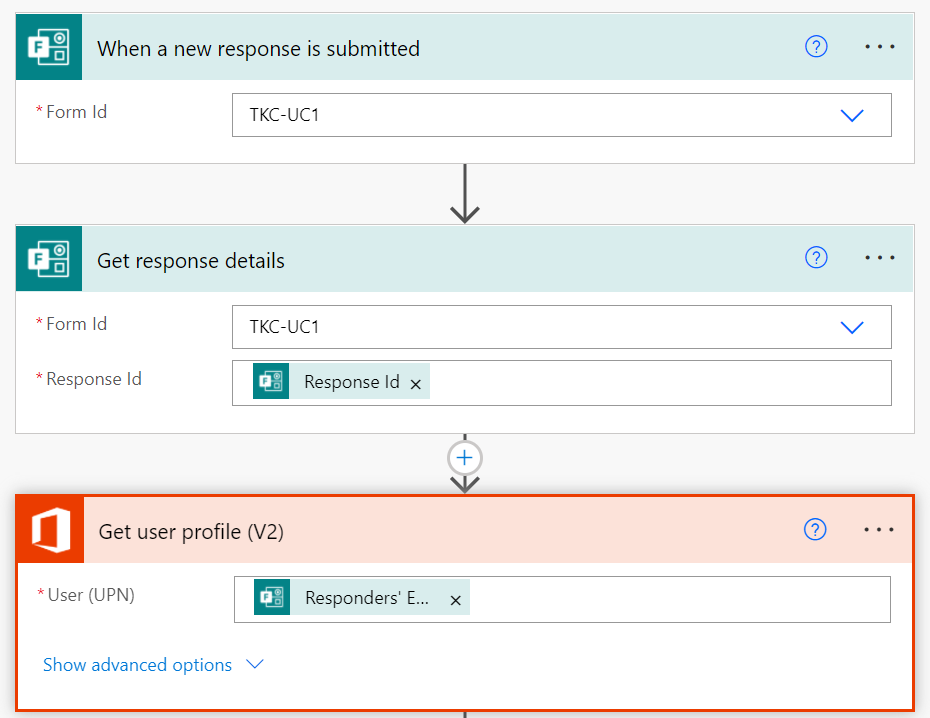 When a new response is submitted
* Form Id
TKC-UC1
Get response details
* Form Id
TKC-UC1
* Response Id
Response Id ×
Get user profile (V2)
* User (UPN)
Responders' E... ×
Show advanced options